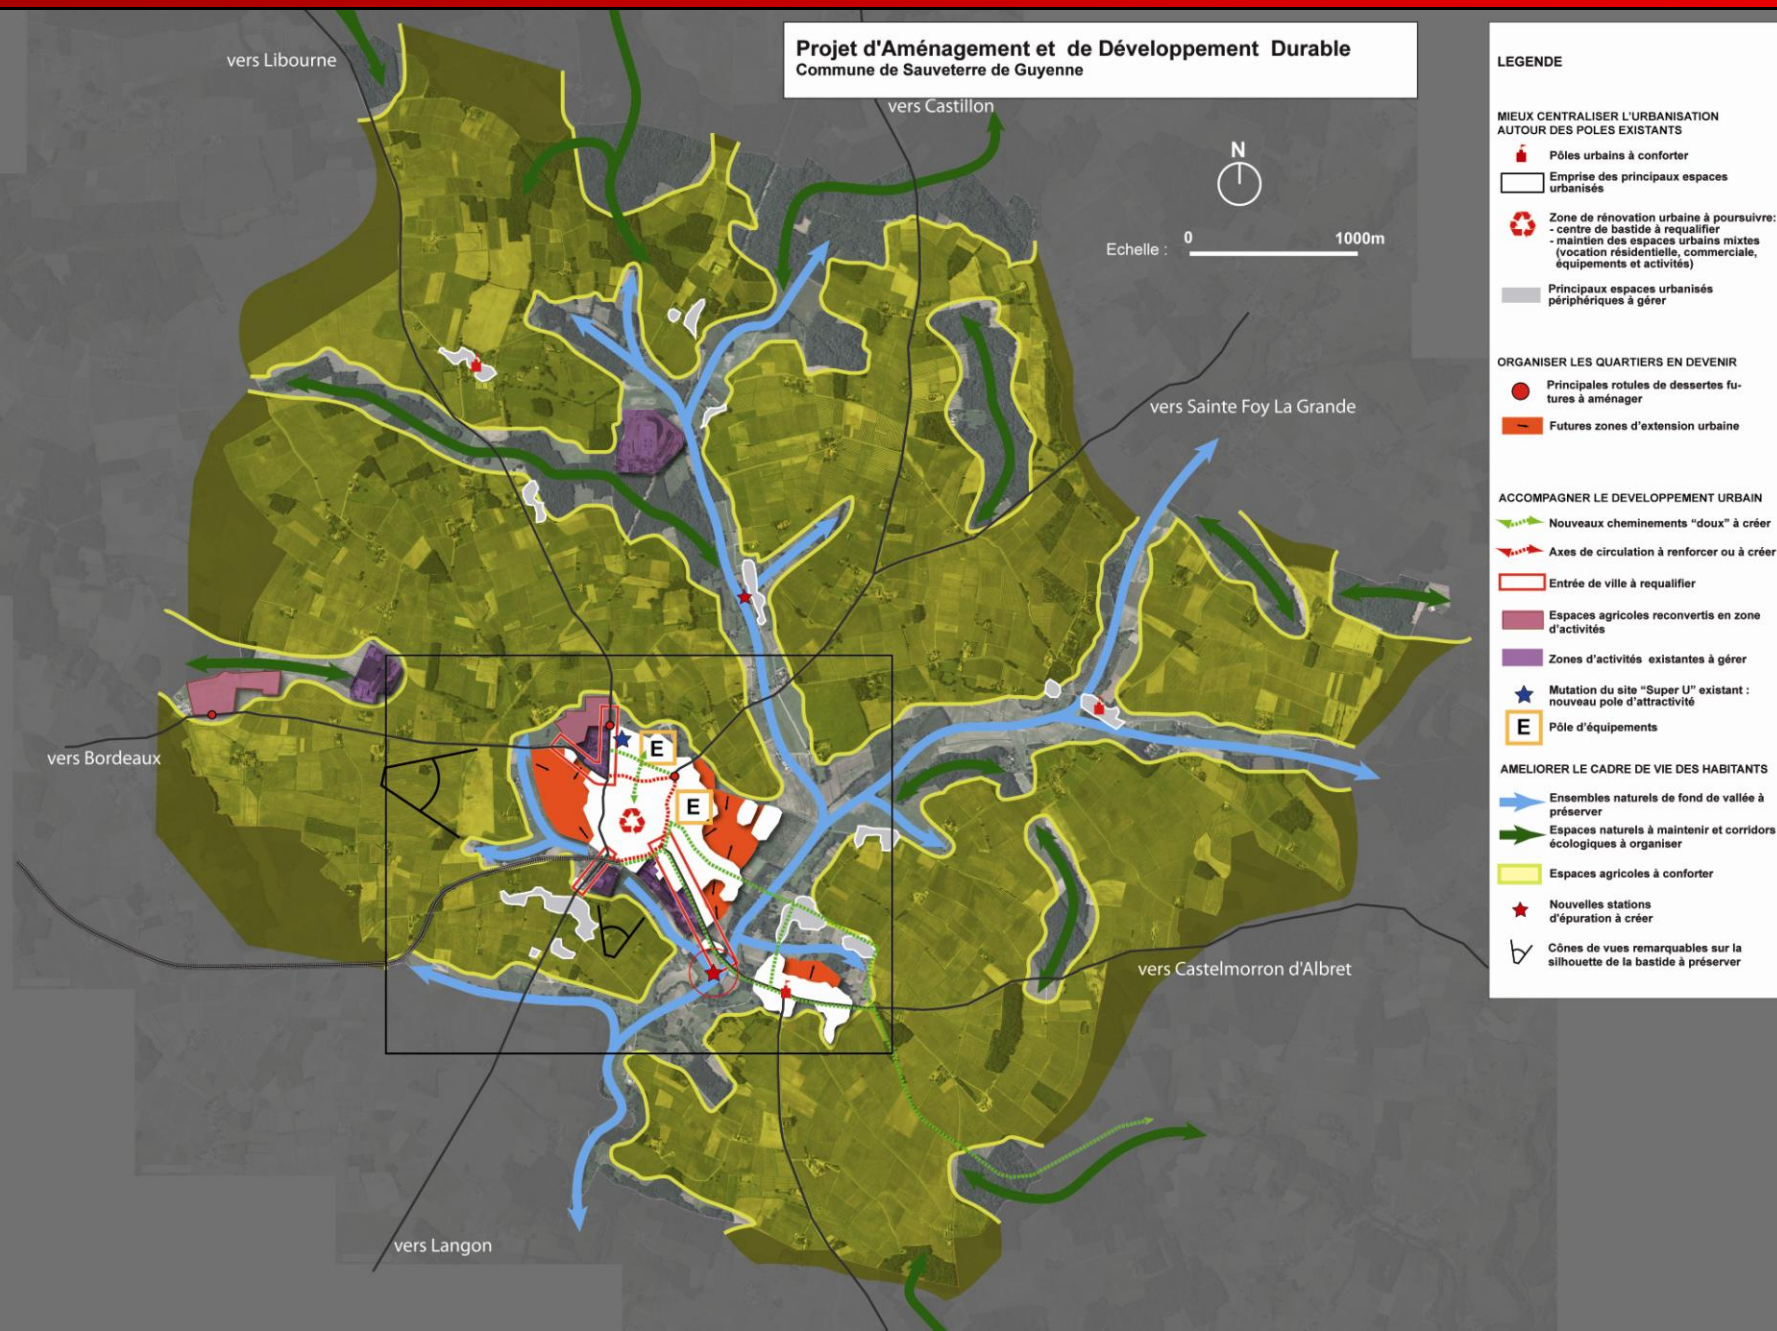 Projet d'Aménagement et de Développement Durable
Commune de Sauveterre de Guyenne
vers Libourne
vers Castillon
N
Echelle :
0
1000m
vers Sainte Foy La Grande
vers Bordeaux
E
E
vers Castelmorron d'Albret
vers Langon
LEGENDE
MIEUX CENTRALISER L'URBANISATION
AUTOUR DES POLES EXISTANTS
Pôles urbains à conforter
Emprise des principaux espaces
urbanisés
Zone de rénovation urbaine à poursuivre:
- centre de bastide à requalifier
- maintien des espaces urbains mixtes
(vocation résidentielle, commerciale,
équipements et activités)
Principaux espaces urbanisés
périphériques à gérer
ORGANISER LES QUARTIERS EN DEVENIR
Principales rotules de dessertes fu-
tures à aménager
Futures zones d'extension urbaine
ACCOMPAGNER LE DEVELOPPEMENT URBAIN
Nouveaux cheminements “doux” à créer
Axes de circulation à renforcer ou à créer
Entrée de ville à requalifier
Espaces agricoles reconvertis en zone
d'activités
Zones d'activités existantes à gérer
Mutation du site “Super U” existant :
nouveau pole d'attractivité
E
Pôle d'équipements
AMELIORER LE CADRE DE VIE DES HABITANTS
Ensembles naturels de fond de vallée à
préserver
Espaces naturels à maintenir et corridors
écologiques à organiser
Espaces agricoles à conforter
Nouvelles stations
d'épuration à créer
Cônes de vues remarquables sur la
silhouette de la bastide à préserver